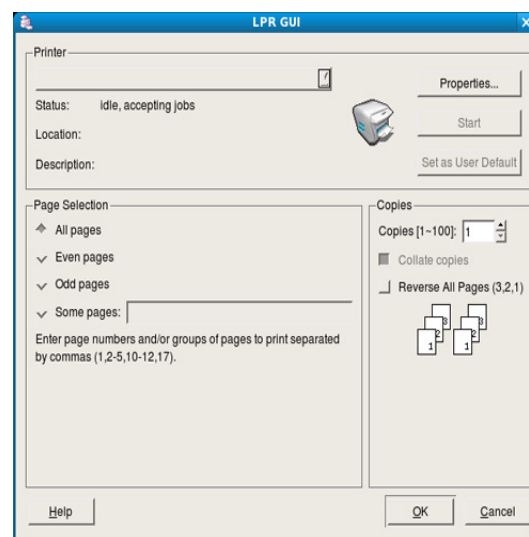 LPR GUI
Printer
Properties...
Status: idle, accepting jobs
Start
Location:
Description:
Set as User Default
Page Selection
Copies
All pages
Copies [1~100]: 1
Even pages
Collate copies
Odd pages
Reverse All Pages (3,2,1)
Some pages:
Enter page numbers and/or groups of pages to print separated
by commas (1,2-5,10-12,17).
3 3
2 2
1 1
Help
OK
Cancel